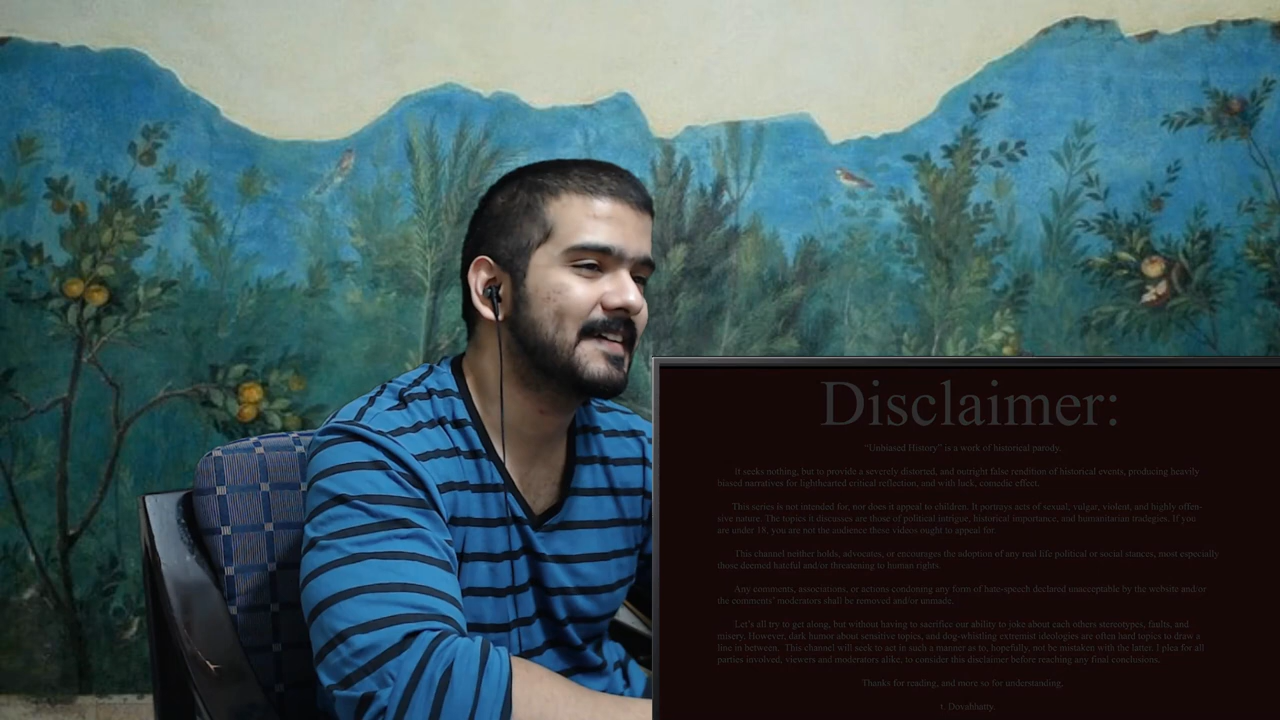 Disclaimer:
"Unbiased History" is a work of historical parody.
It seeks nothing, but to provide a severely distorted, and outright false rendition of historical events, producing heavily
biased narratives for lighthearted critical reflection, and with luck, comedic effect.
This series is not intended for, nor does it appeal to children. It portrays acts of sexual, vulgar, violent, and highly offen-
sive nature. The topics it discusses are those of political intrigue, historical importance, and humanitarian tradegies. If you
are under 18, you are not the audience these videos ought to appeal for.
This channel neither holds, advocates, or encourages the adoption of any real life political or social stances, most especially
those deemed hateful and/or threatening to human rights.
Any comments, associations, or actions condoning any form of hate-speech declared unacceptable by the website and/or
the comments' moderators shall be removed and/or unmade.
Let's all try to get along, but without having to sacrifice our ability to joke about each others stereotypes, faults, and
misery. However, dark humor about sensitive topics, and dog-whistling extremist ideologies are often hard topics to draw a
line in between. This channel will seek to act in such a manner as to, hopefully, not be mistaken with the latter. I plea for all
parties involved, viewers and moderators alike, to consider this disclaimer before reaching any final conclusions.
Thanks for reading, and more so for understanding,
t. Dovahhatty.